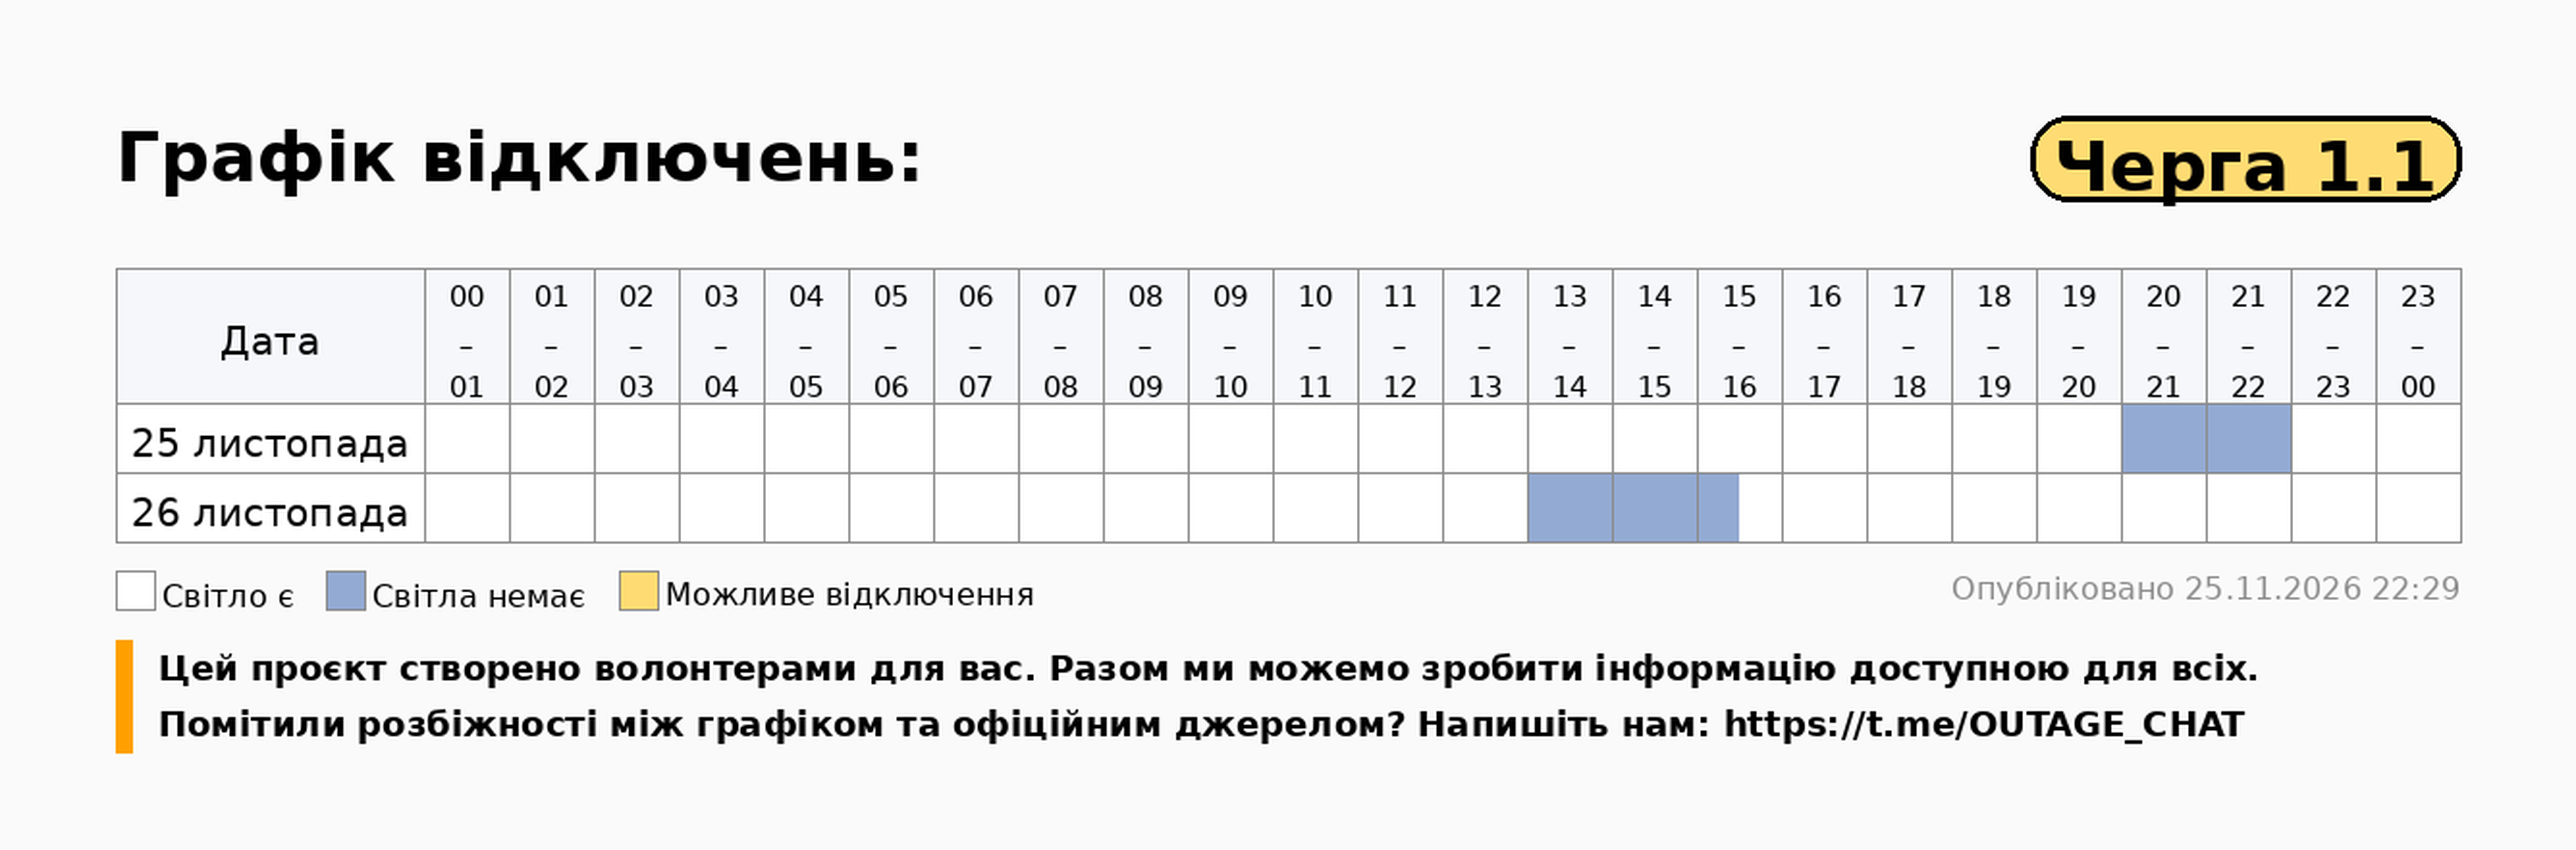 Графік відключень:
Черга 1.1
Дата 00 – 01 01 – 02 02 – 03 03 – 04 04 – 05 05 – 06 06 – 07 07 – 08 08 – 09 09 – 10 10 – 11 11 – 12 12 – 13 13 – 14 14 – 15 15 – 16 16 – 17 17 – 18 18 – 19 19 – 20 20 – 21 21 – 22 22 – 23 23 – 00
25 листопада
26 листопада
Світло є Світла немає Можливе відключення
Опубліковано 25.11.2026 22:29
Цей проєкт створено волонтерами для вас. Разом ми можемо зробити інформацію доступною для всіх.
Помітили розбіжності між графіком та офіційним джерелом? Напишіть нам: https://t.me/OUTAGE_CHAT